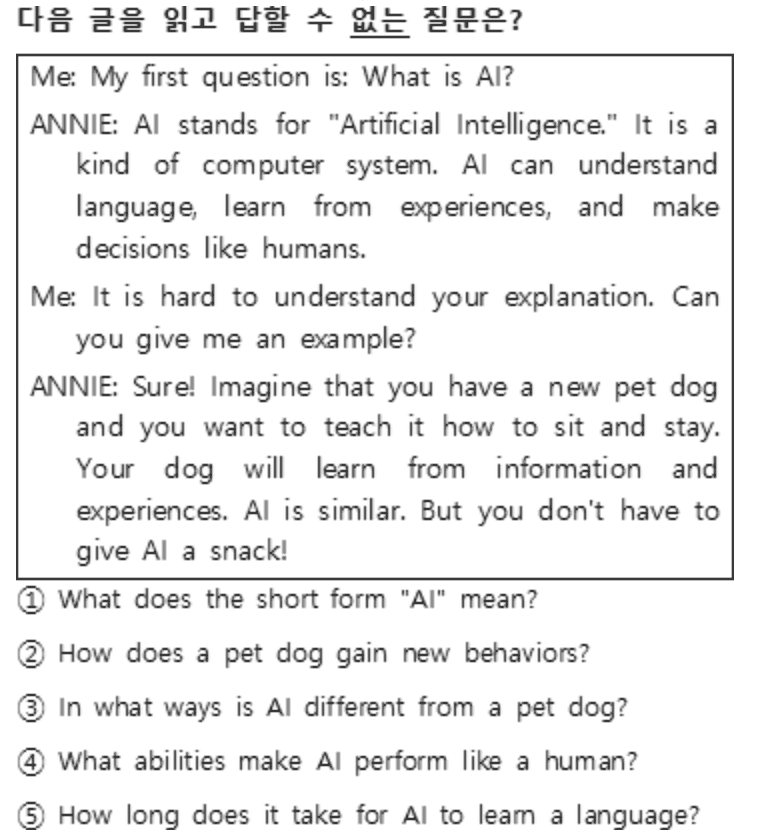 다음 글을 읽고 답할 수 없는 질문은?
Me: My first question is: What is AI?
ANNIE: AI stands for "Artificial Intelligence." It is a
kind of computer system. AI can understand
language, learn from experiences, and make
decisions like humans.
Me: It is hard to understand your explanation. Can
you give me an example?
ANNIE: Sure! Imagine that you have a new pet dog
and you want to teach it how to sit and stay.
Your dog will learn from information and
experiences. AI is similar. But you don't have to
give AI a snack!
① What does the short form "AI" mean?
② How does a pet dog gain new behaviors?
③ In what ways is AI different from a pet dog?
④ What abilities make AI perform like a human?
⑤ How long does it take for AI to learn a language?